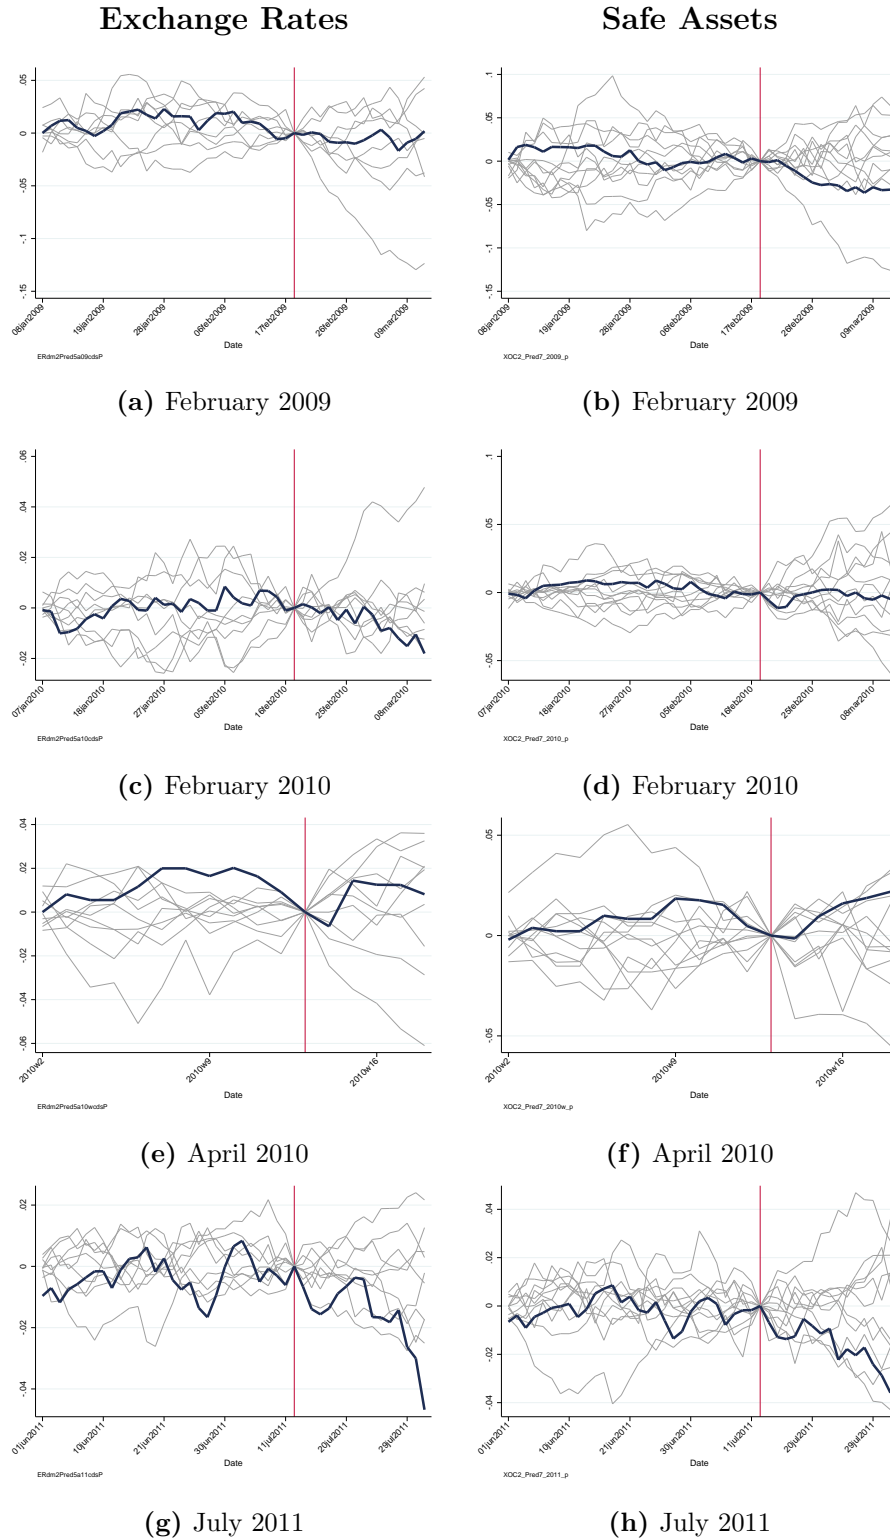 Exchange Rates
Safe Assets
.05
0
-.05
-.1
-.15
08jan2009
19jan2009
28jan2009
06feb2009
17feb2009
26feb2009
09mar2009
Date
ERdm2Pred5a09cdsP
.1
.05
0
-.05
-.1
-.15
08jan2009
19jan2009
28jan2009
06feb2009
17feb2009
26feb2009
09mar2009
Date
XOC2_Pred7_2009_p
(a) February 2009
(b) February 2009
.06
.04
.02
0
-.02
07jan2010
18jan2010
27jan2010
05feb2010
16feb2010
25feb2010
08mar2010
Date
ERdm2Pred5a10cdsP
.1
.05
0
-.05
07jan2010
18jan2010
27jan2010
05feb2010
16feb2010
25feb2010
08mar2010
Date
XOC2_Pred7_2010_p
(c) February 2010
(d) February 2010
.04
.02
0
-.02
-.04
-.06
2010w2
2010w9
2010w16
Date
ERdm2Pred5a10wcdsP
.05
0
-.05
2010w2
2010w9
2010w16
Date
XOC2_Pred7_2010w_p
(e) April 2010
(f) April 2010
.02
0
-.02
-.04
01jun2011
10jun2011
21jun2011
30jun2011
11jul2011
20jul2011
29jul2011
Date
ERdm2Pred5a11cdsP
.04
.02
0
-.02
-.04
01jun2011
10jun2011
21jun2011
30jun2011
11jul2011
20jul2011
29jul2011
Date
XOC2_Pred7_2011_p
(g) July 2011
(h) July 2011